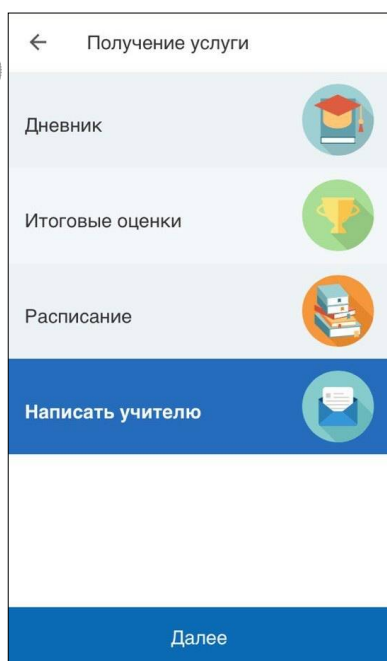 Получение услуги
Дневник
Итоговые оценки
Расписание
Написать учителю
Далее